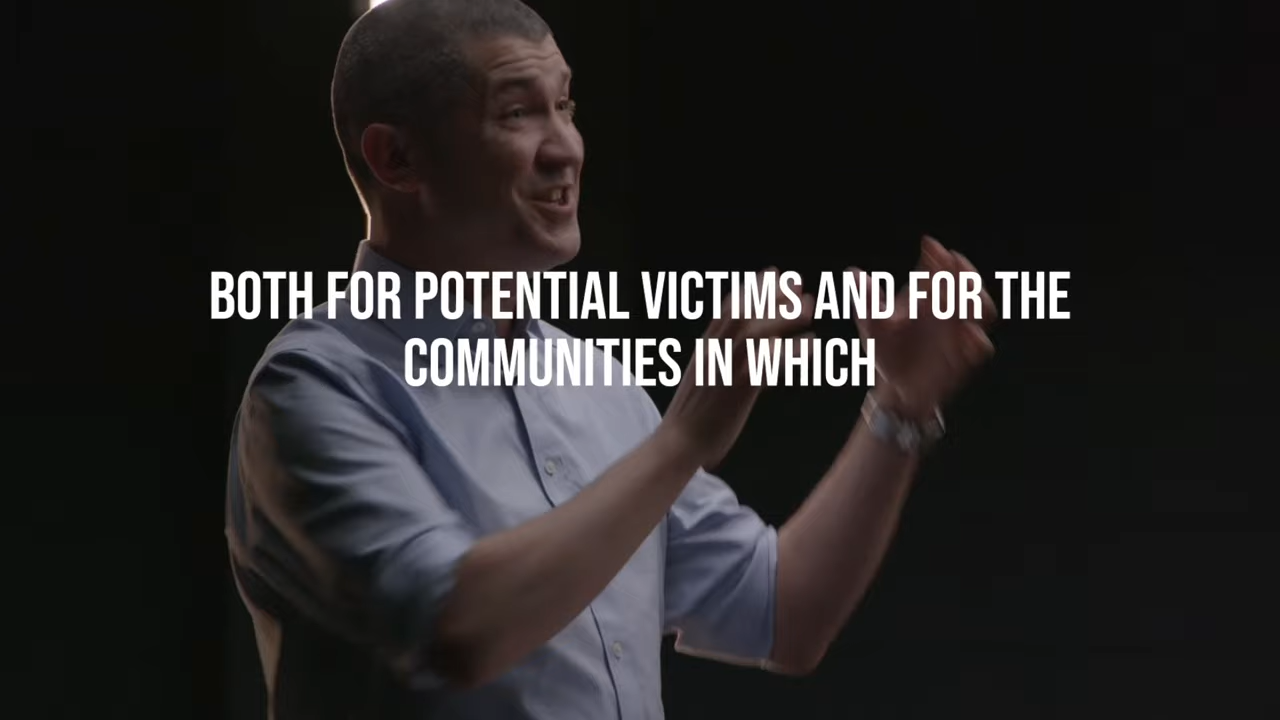 BOTH FOR POTENTIAL VICTIMS AND FOR THE
COMMUNITIES IN WHICH